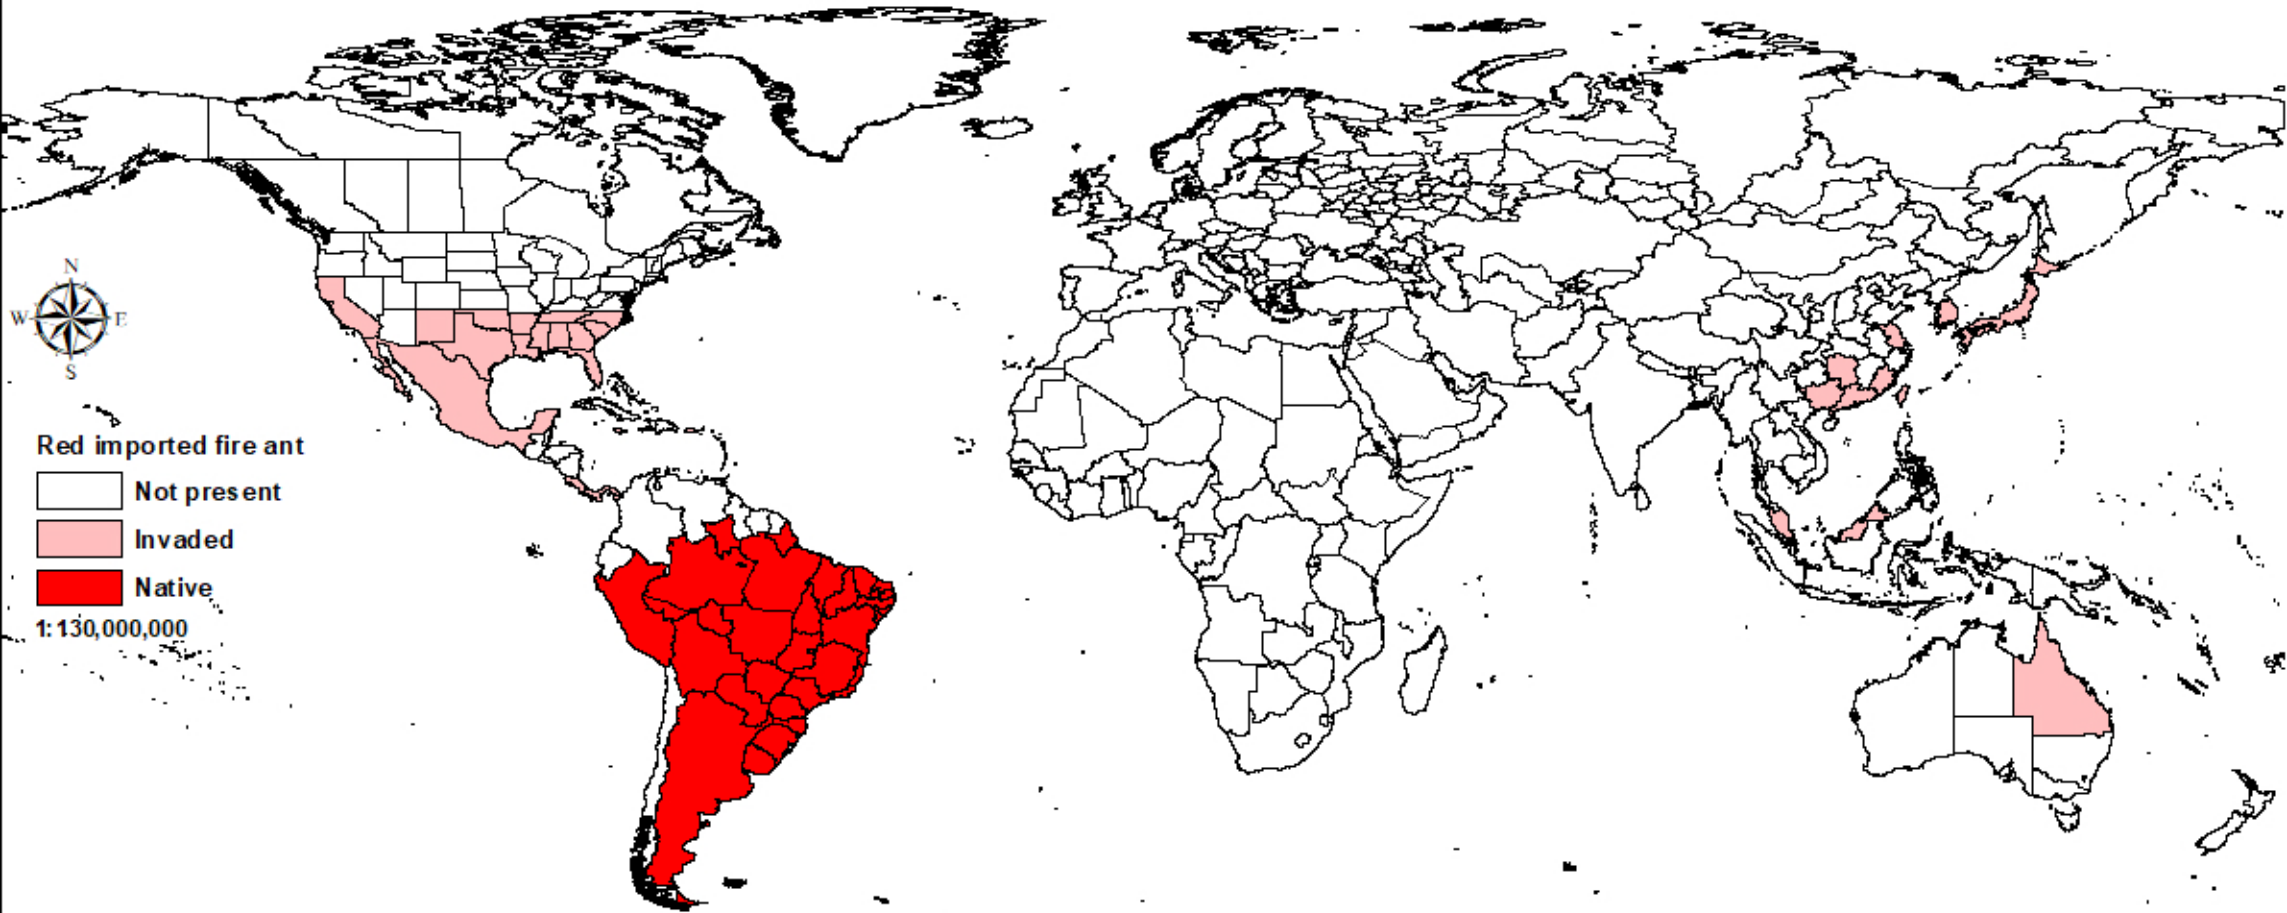 N
W E
S
Red imported fire ant
Not present
Invaded
Native
1:130,000,000